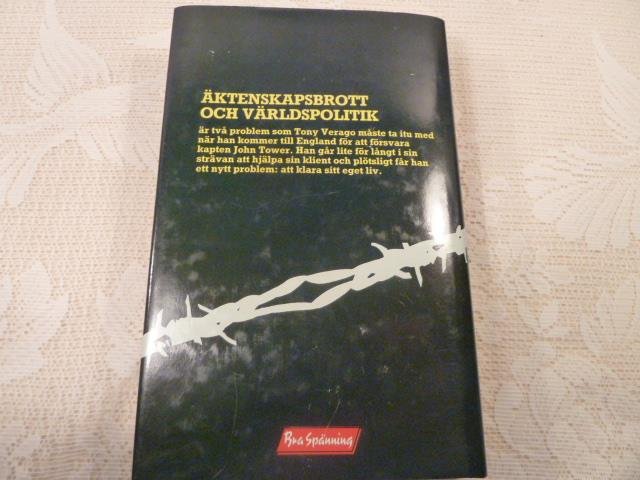 ÄKTENSKAPSBROTT
OCH VÄRLDSPOLITIK
är två problem som Tony Verago måste ta itu med
när han kommer till England för att försvara
kapten John Tower. Han går lite för långt i sin
strävan att hjälpa sin klient och plötsligt får han
ett nytt problem: att klara sitt eget liv.
Bra Spänning